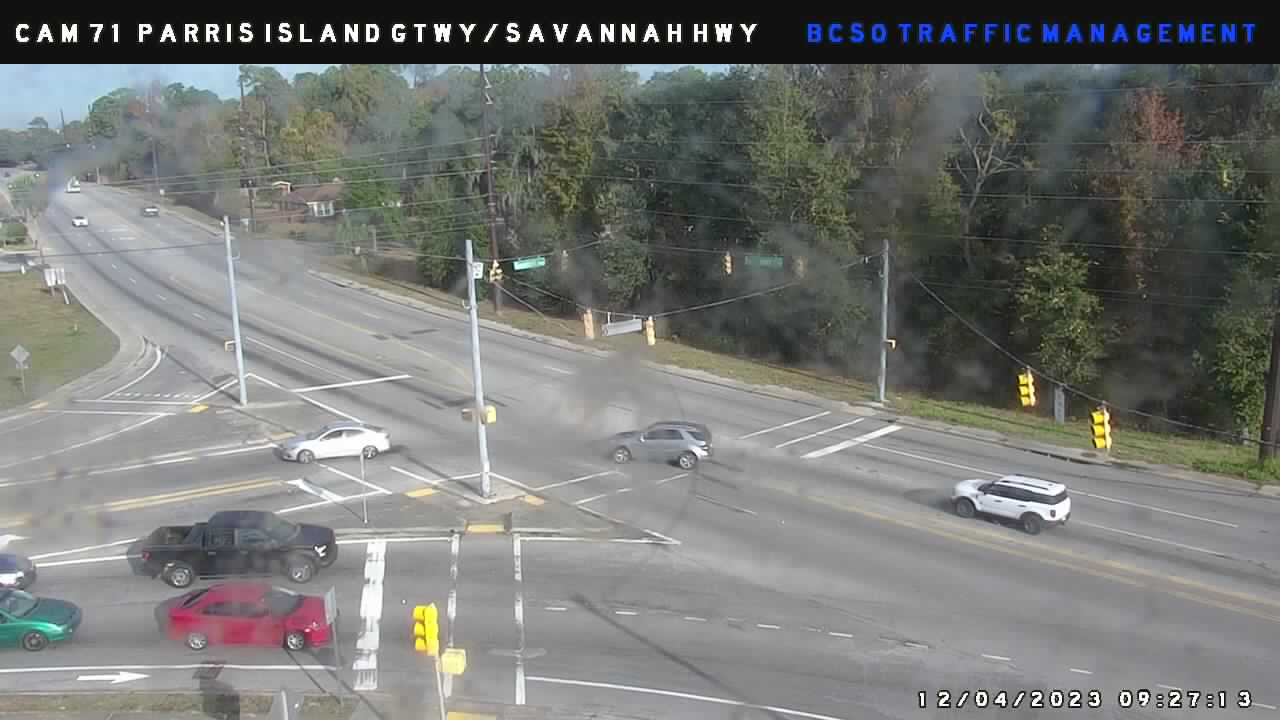 CAM 71 PARRIS ISLAND GTWY/SAVANNAH HWY BCSO TRAFFIC MANAGEMENT
12/04/2023 09:27:13